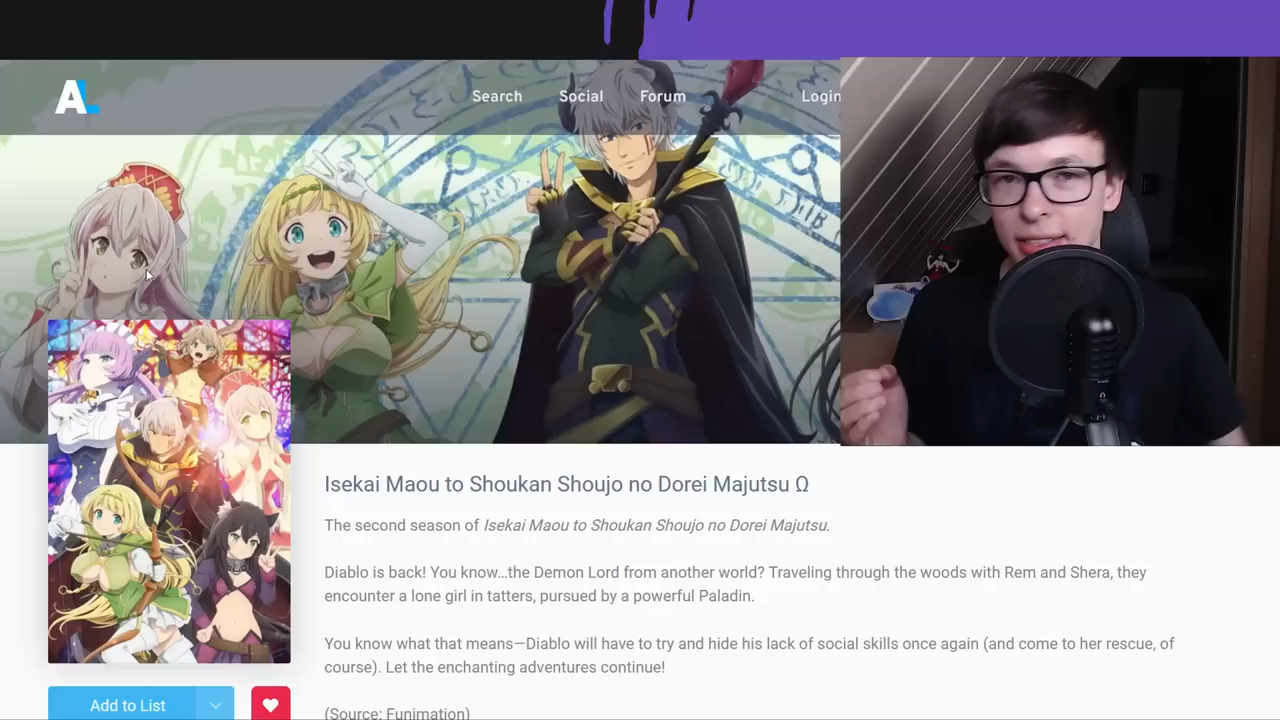 AL
Search Social Forum Login
Isekai Maou to Shoukan Shoujo no Dorei Majutsu Ω
The second season of Isekai Maou to Shoukan Shoujo no Dorei Majutsu.
Diablo is back! You know...the Demon Lord from another world? Traveling through the woods with Rem and Shera, they
encounter a lone girl in tatters, pursued by a powerful Paladin.
You know what that means—Diablo will have to try and hide his lack of social skills once again (and come to her rescue, of
course). Let the enchanting adventures continue!
(Source: Funimation)
Add to List